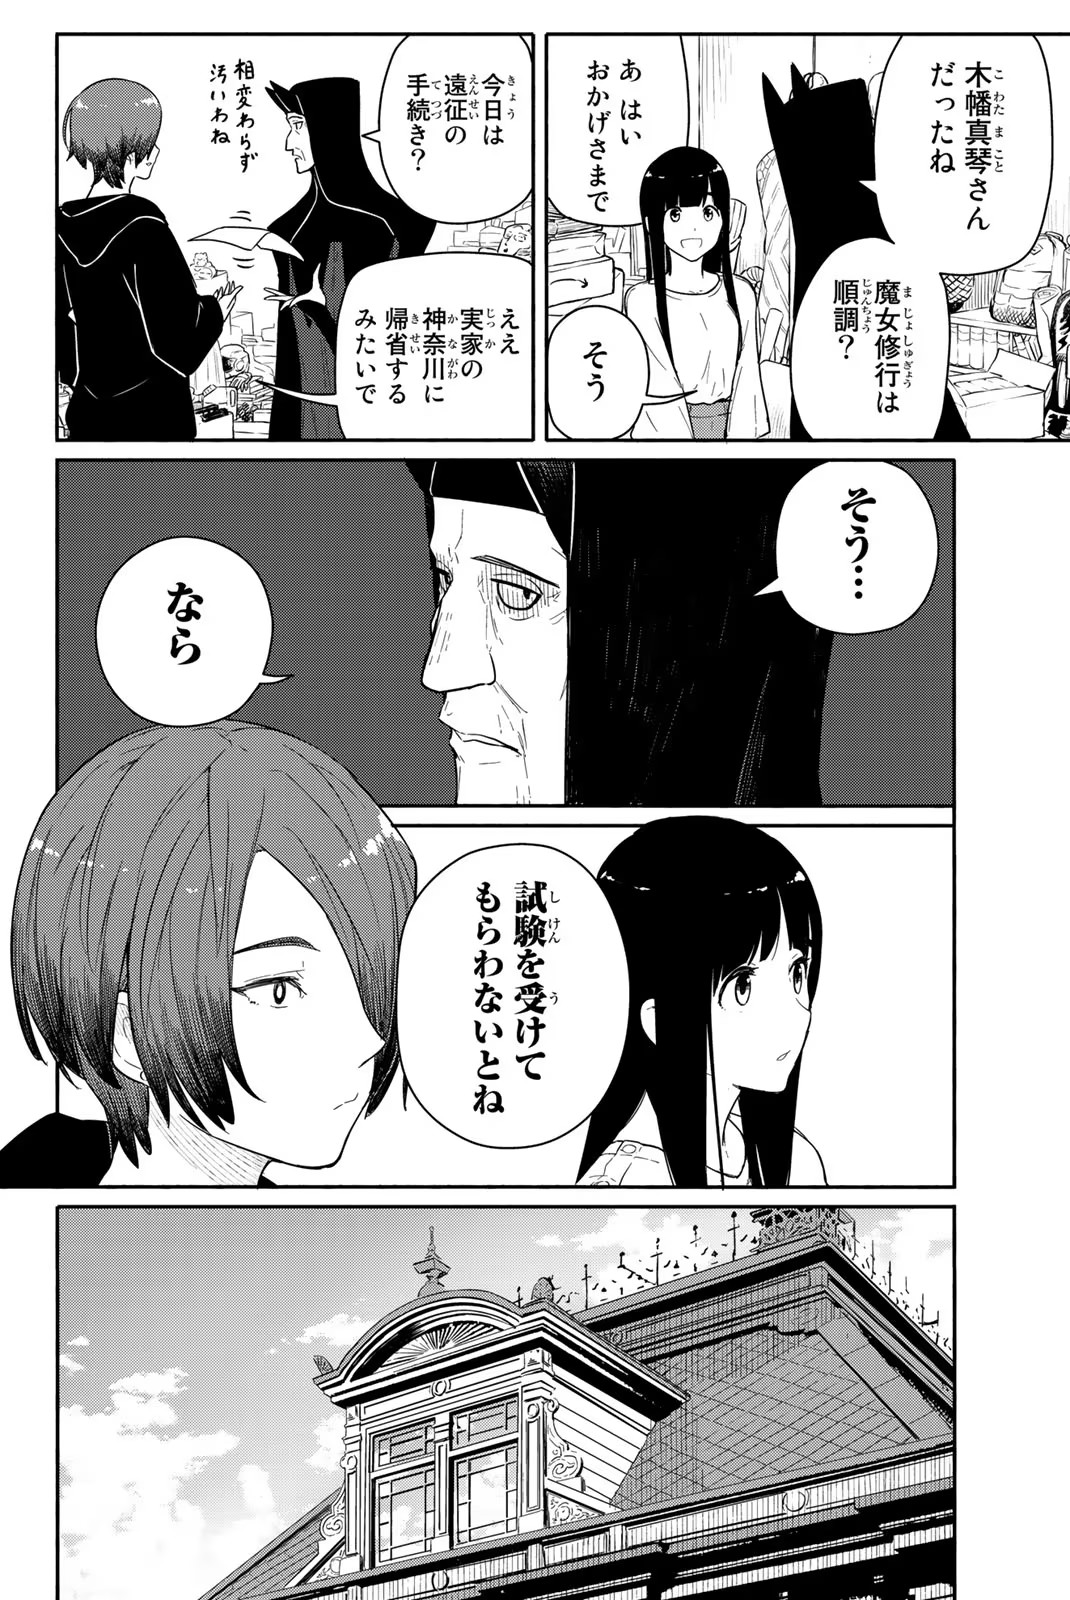 木幡真琴さん
だったね
魔女修行は
順調？
あ はい
おかげさまで
そう
今日は
遠征の
手続き？
相変わらず
汚いわね
ええ
実家の
神奈川に
帰省する
みたいで
そう…
なら
試験を受けて
もらわないとね